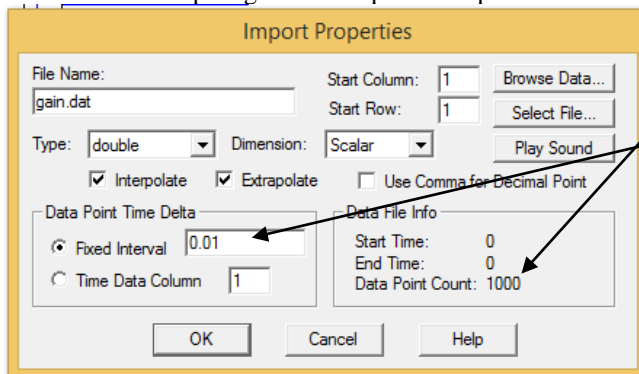 Import Properties
File Name:
gain.dat
Start Column: 1
Browse Data...
Start Row: 1
Select File...
Type: double
Dimension: Scalar
Play Sound
Interpolate
Extrapolate
Use Comma for Decimal Point
Data Point Time Delta
Fixed Interval 0.01
Time Data Column 1
Data File Info
Start Time: 0
End Time: 0
Data Point Count: 1000
OK
Cancel
Help